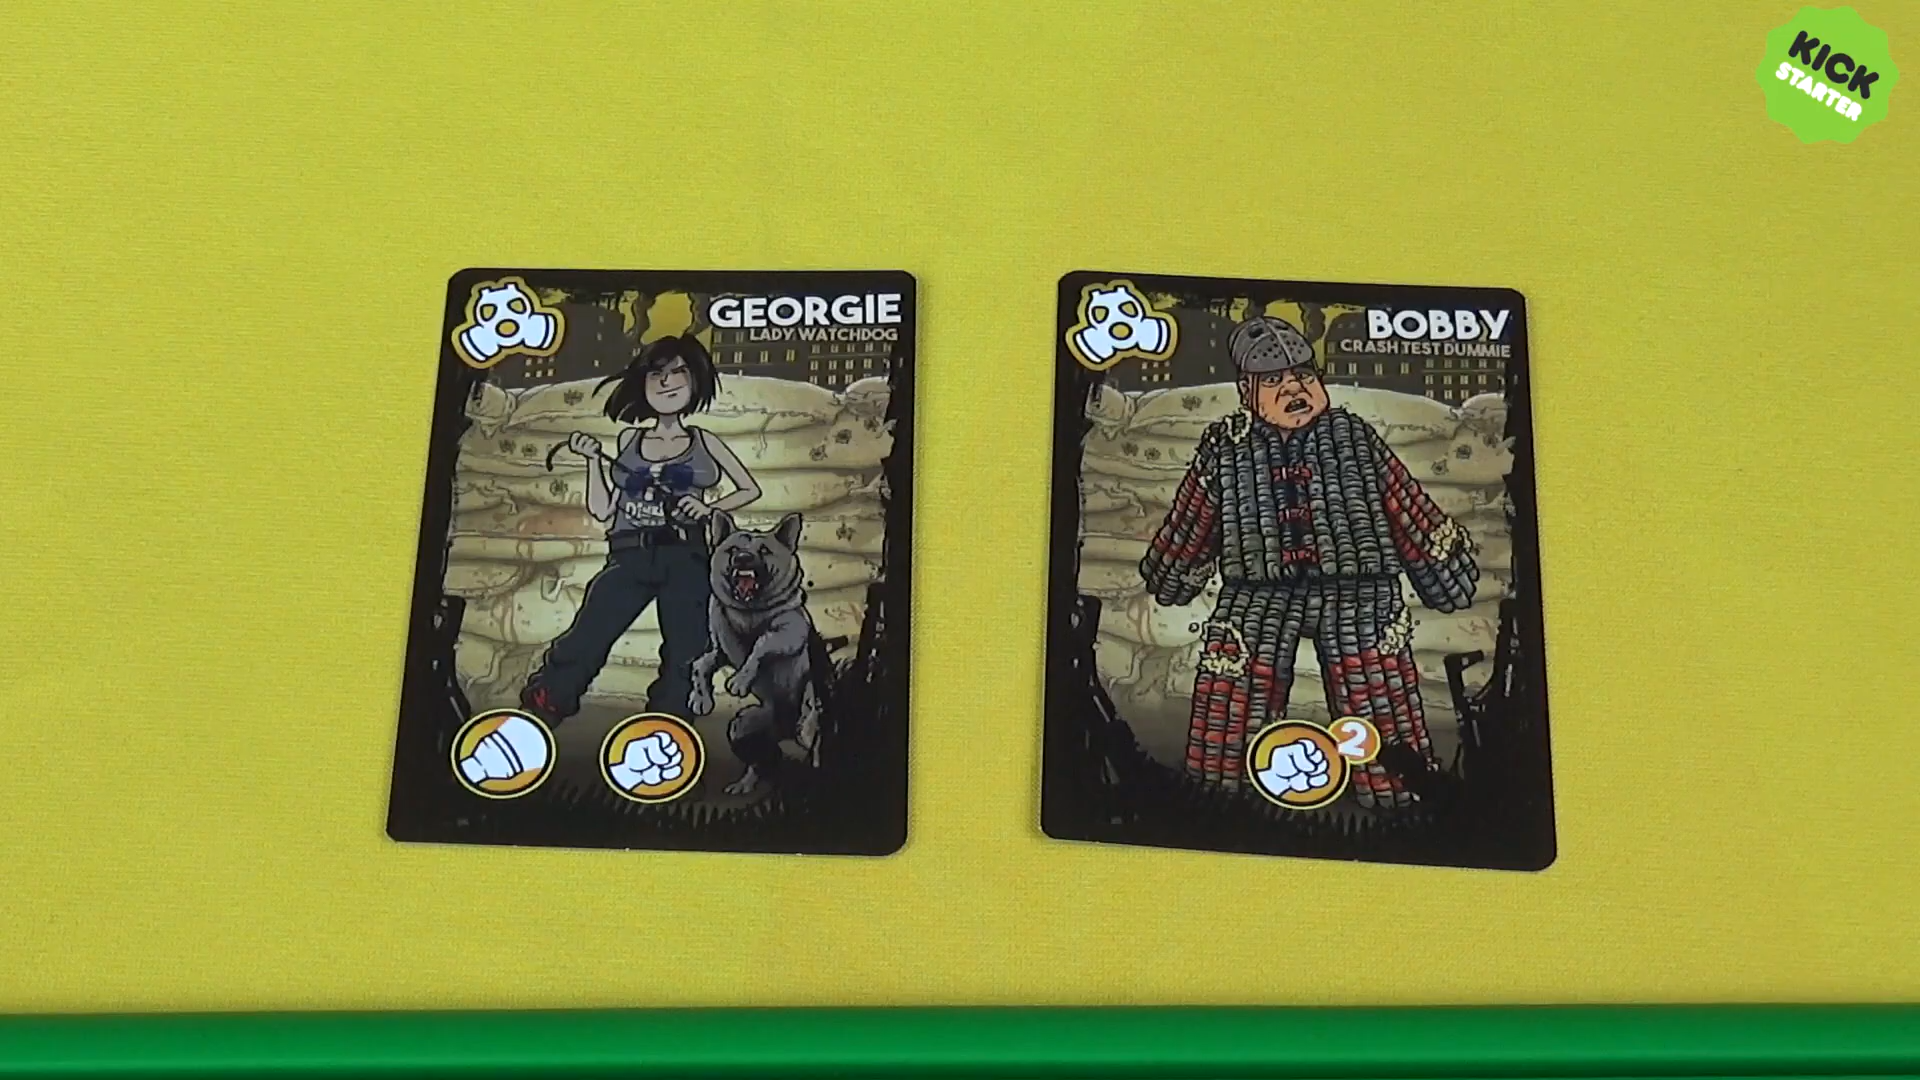 KICK
STARTER
GEORGIE
LADY WATCHDOG
BOBBY
CRASH TEST DUMMIE
2